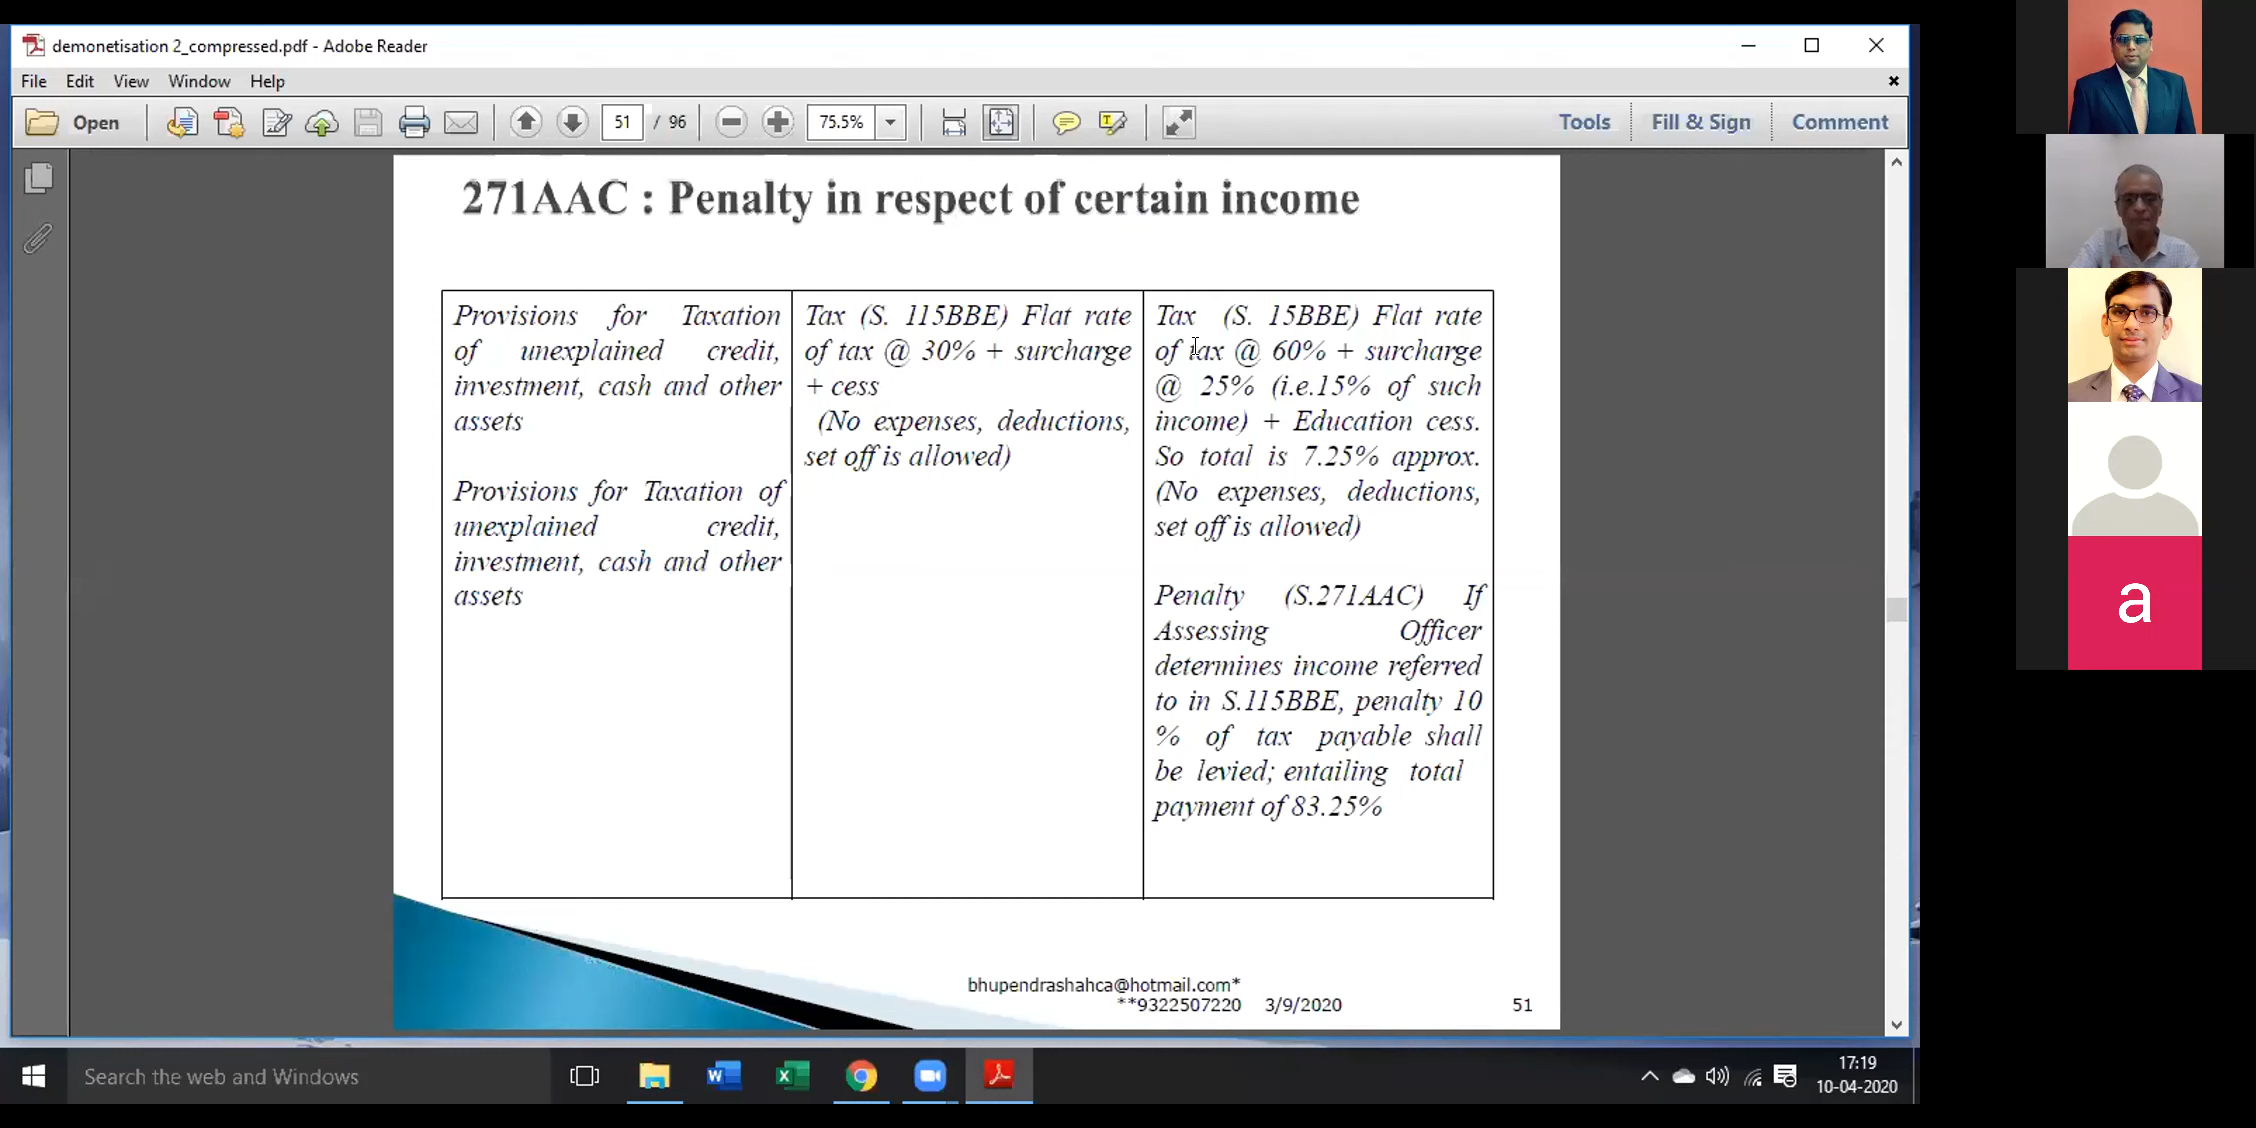 demonetisation 2_compressed.pdf - Adobe Reader
File Edit View Window Help
Open 51 / 96 75.5% Tools Fill & Sign Comment
271AAC : Penalty in respect of certain income
Provisions for Taxation
of unexplained credit,
investment, cash and other
assets
Provisions for Taxation of
unexplained credit,
investment, cash and other
assets
Tax (S. 115BBE) Flat rate
of tax @ 30% + surcharge
+ cess
(No expenses, deductions,
set off is allowed)
Tax (S. 15BBE) Flat rate
of tax @ 60% + surcharge
@ 25% (i.e.15% of such
income) + Education cess.
So total is 7.25% approx.
(No expenses, deductions,
set off is allowed)
Penalty (S.271AAC) If
Assessing Officer
determines income referred
to in S.115BBE, penalty 10
% of tax payable shall
be levied; entailing total
payment of 83.25%
bhupendrashahca@hotmail.com*
**9322507220 3/9/2020 51
a
Search the web and Windows
17:19
10-04-2020